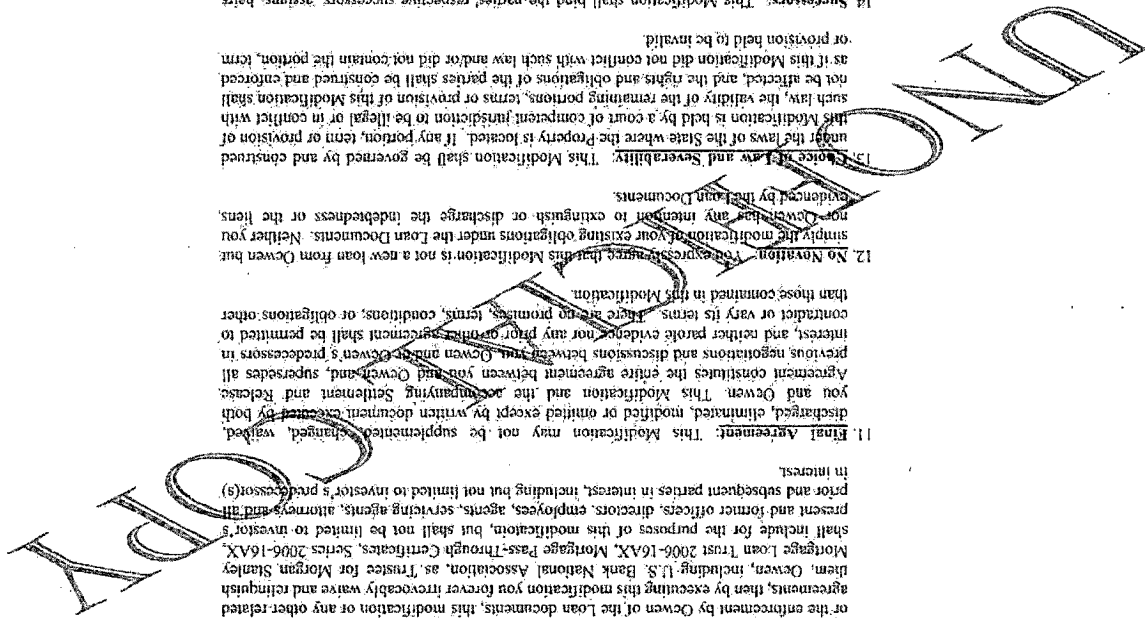 or the enforcement by Ocwen of the Loan documents, this modification or any other related
agreements, then by executing this modification you forever irrevocably waive and relinquish
them. Ocwen, including U.S. Bank National Association, as Trustee for Morgan Stanley
Mortgage Loan Trust 2006-16AX, Mortgage Pass-Through Certificates, Series 2006-16AX,
shall include for the purposes of this modification, but shall not be limited to investor's
present and former officers, directors, employees, agents, servicing agents, attorneys and all
prior and subsequent parties in interest, including but not limited to investor's predecessor(s)
in interest.
11. Final Agreement: This Modification may not be supplemented, changed, waived,
discharged, eliminated, modified or omitted except by written document executed by both
you and Ocwen. This Modification and the accompanying Settlement and Release
Agreement constitutes the entire agreement between you and Ocwen and, supersedes all
previous negotiations and discussions between you, Ocwen and/or Ocwen's predecessors in
interest, and neither parole evidence nor any prior or other agreement shall be permitted to
contradict or vary its terms. There are no promises, terms, conditions, or obligations other
than those contained in this Modification.
12. No Novation: You expressly agree that this Modification is not a new loan from Ocwen but
simply the modification of your existing obligations under the Loan Documents. Neither you
nor Ocwen has any intention to extinguish or discharge the indebtedness or the liens,
evidenced by the Loan Documents.
13. Choice of Law and Severability: This Modification shall be governed by and construed
under the laws of the State where the Property is located. If any portion, term or provision of
this Modification is held by a court of competent jurisdiction to be illegal or in conflict with
such law, the validity of the remaining portions, terms or provision of this Modification shall
not be affected, and the rights and obligations of the parties shall be construed and enforced
as if this Modification did not conflict with such law and/or did not contain the portion, term
or provision held to be invalid.
14. Successors: This Modification shall bind the parties' respective successors, assigns, heirs
UNOFFICIAL COPY